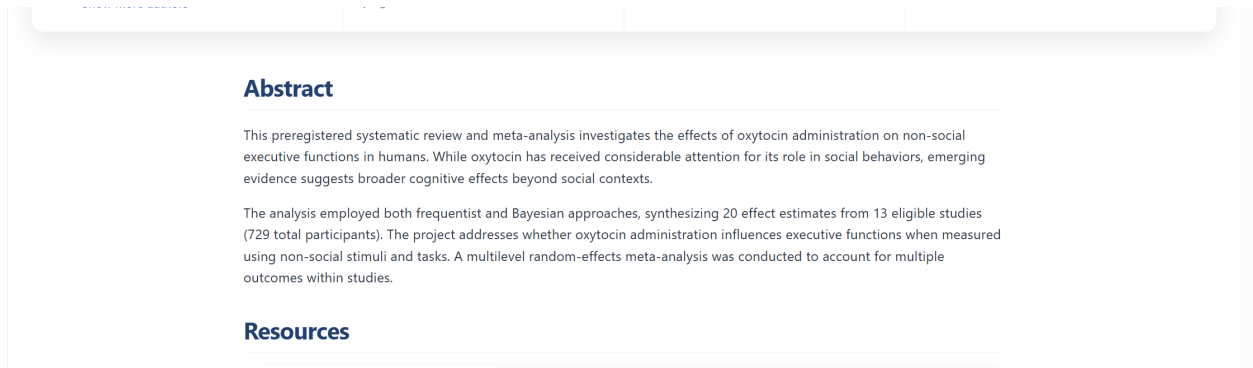 Abstract
This preregistered systematic review and meta-analysis investigates the effects of oxytocin administration on non-social
executive functions in humans. While oxytocin has received considerable attention for its role in social behaviors, emerging
evidence suggests broader cognitive effects beyond social contexts.
The analysis employed both frequentist and Bayesian approaches, synthesizing 20 effect estimates from 13 eligible studies
(729 total participants). The project addresses whether oxytocin administration influences executive functions when measured
using non-social stimuli and tasks. A multilevel random-effects meta-analysis was conducted to account for multiple
outcomes within studies.
Resources